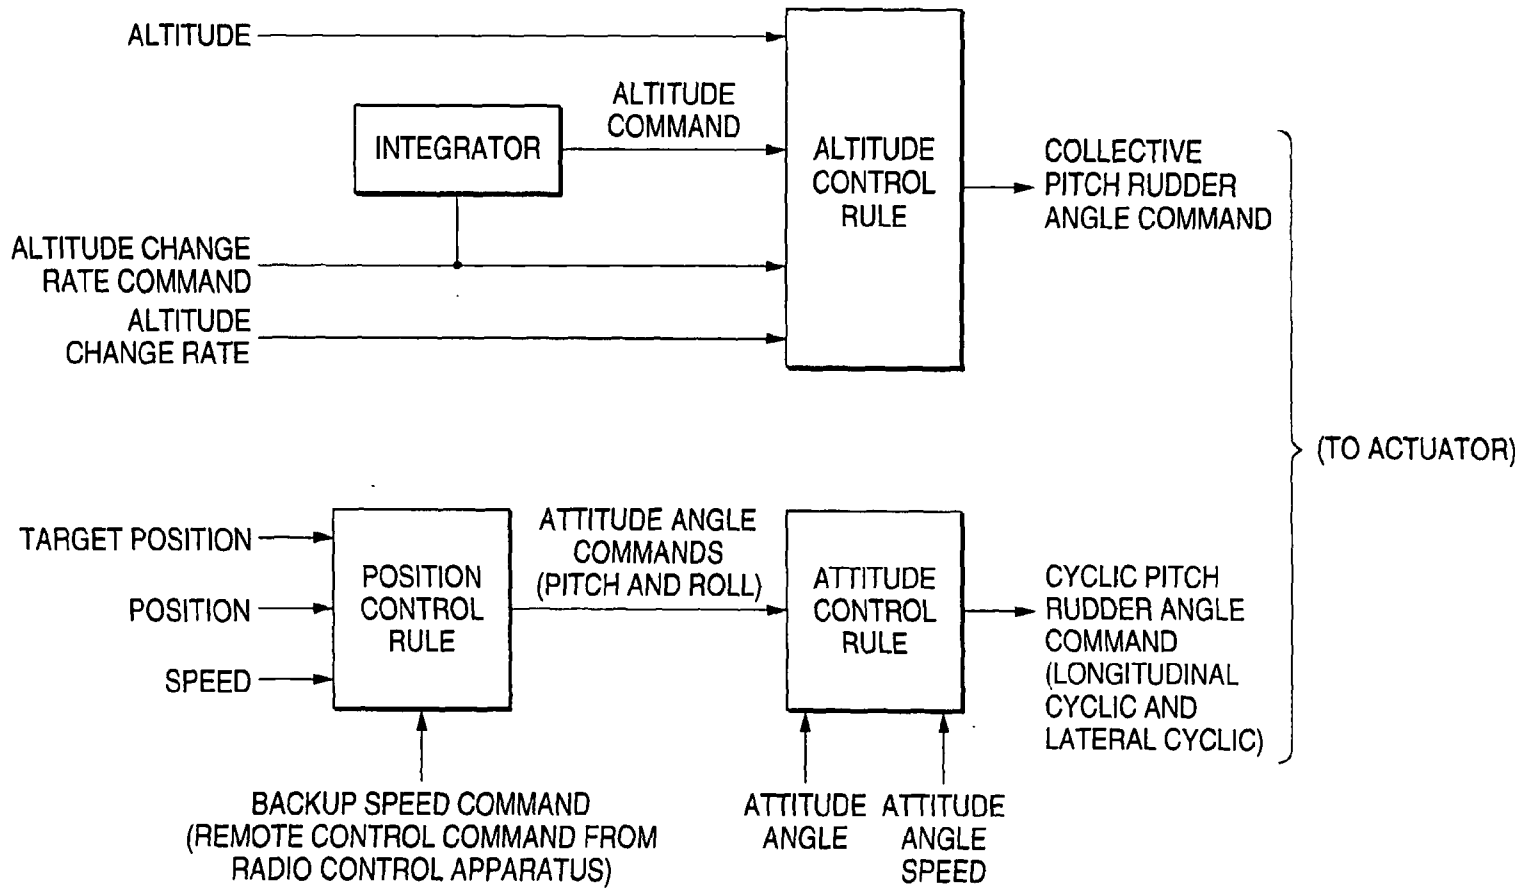 ALTITUDE
INTEGRATOR
ALTITUDE
COMMAND
ALTITUDE CHANGE
RATE COMMAND
ALTITUDE
CHANGE RATE
ALTITUDE
CONTROL
RULE
COLLECTIVE
PITCH RUDDER
ANGLE COMMAND
(TO ACTUATOR)
TARGET POSITION
POSITION
SPEED
POSITION
CONTROL
RULE
ATTITUDE ANGLE
COMMANDS
(PITCH AND ROLL)
ATTITUDE
CONTROL
RULE
CYCLIC PITCH
RUDDER ANGLE
COMMAND
(LONGITUDINAL
CYCLIC AND
LATERAL CYCLIC)
BACKUP SPEED COMMAND
(REMOTE CONTROL COMMAND FROM
RADIO CONTROL APPARATUS)
ATTITUDE
ANGLE
ATTITUDE
ANGLE
SPEED